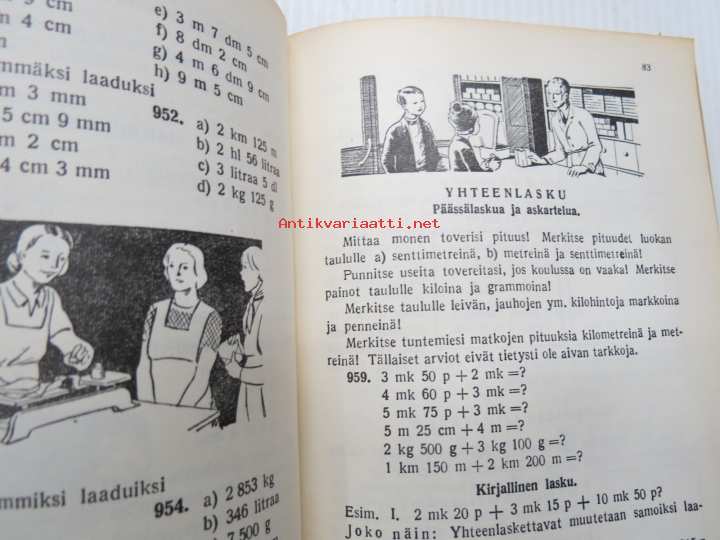 4 cm
9 cm
e) 3 m 7 dm 5 cm
f) 8 dm 2 cm
g) 4 m 6 dm 9 cm
h) 9 m 5 cm
laaduksi
m 3 mm
5 cm 9 mm
m 2 cm
4 cm 3 mm
952. a) 2 km 125 m
b) 2 hl 56 litraa
c) 3 litraa 5 dl
d) 2 kg 125 g
laaduiksi
954. a) 2 853 kg
b) 346 litraa
7 500 g
83
YHTEENLASKU
Päässälaskua ja askartelua.
Antikvariaatti.net
Mittaa monen toverisi pituus! Merkitse pituudet luokan
taululle a) senttimetreinä, b) metreinä ja senttimetreinä!
Punnitse useita tovereitasi, jos koulussa on vaaka! Merkitse
painot taululle kiloina ja grammoina!
Merkitse taululle leivän, jauhojen ym. kilohintoja markkoina
ja penneinä!
Merkitse tuntemiesi matkojen pituuksia kilometreinä ja met-
reinä! Tällaiset arviot eivät tietysti ole aivan tarkkoja.
959. 3 mk 50 p + 2 mk =?
4 mk 60 p + 3 mk =?
5 mk 75 p + 3 mk =?
5 m 25 cm + 4 m =?
2 kg 500 g + 3 kg 100 g =?
1 km 150 m + 2 km 200 m =?
Kirjallinen lasku.
Esim. I. 2 mk 20 p + 3 mk 15 p + 10 mk 50 p?
Joko näin: Yhteenlaskettavat muutetaan samoiksi laa-